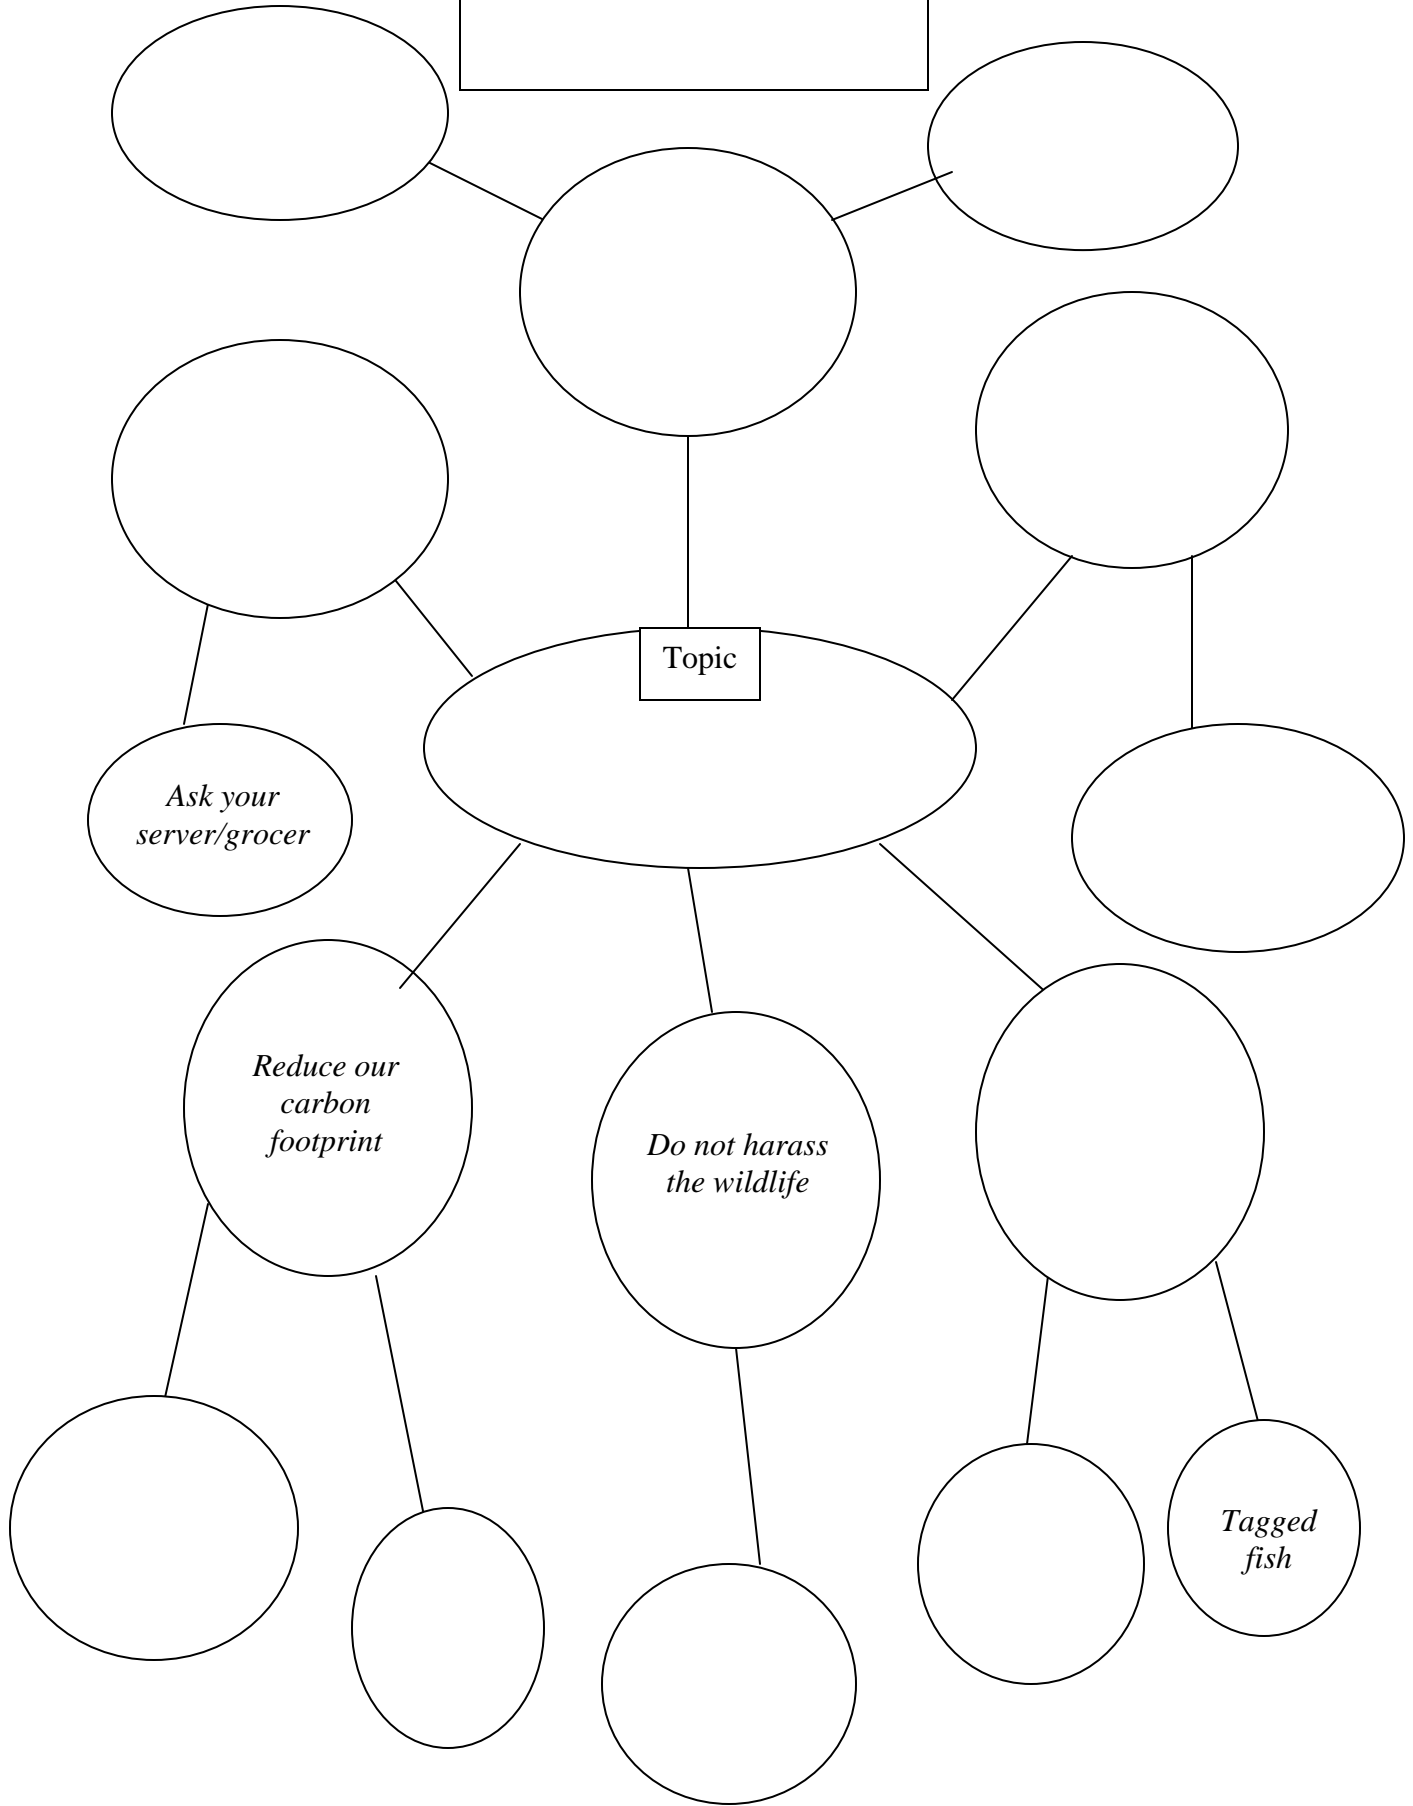 Topic
Ask your
server/grocer
Reduce our
carbon
footprint
Do not harass
the wildlife
Tagged
fish